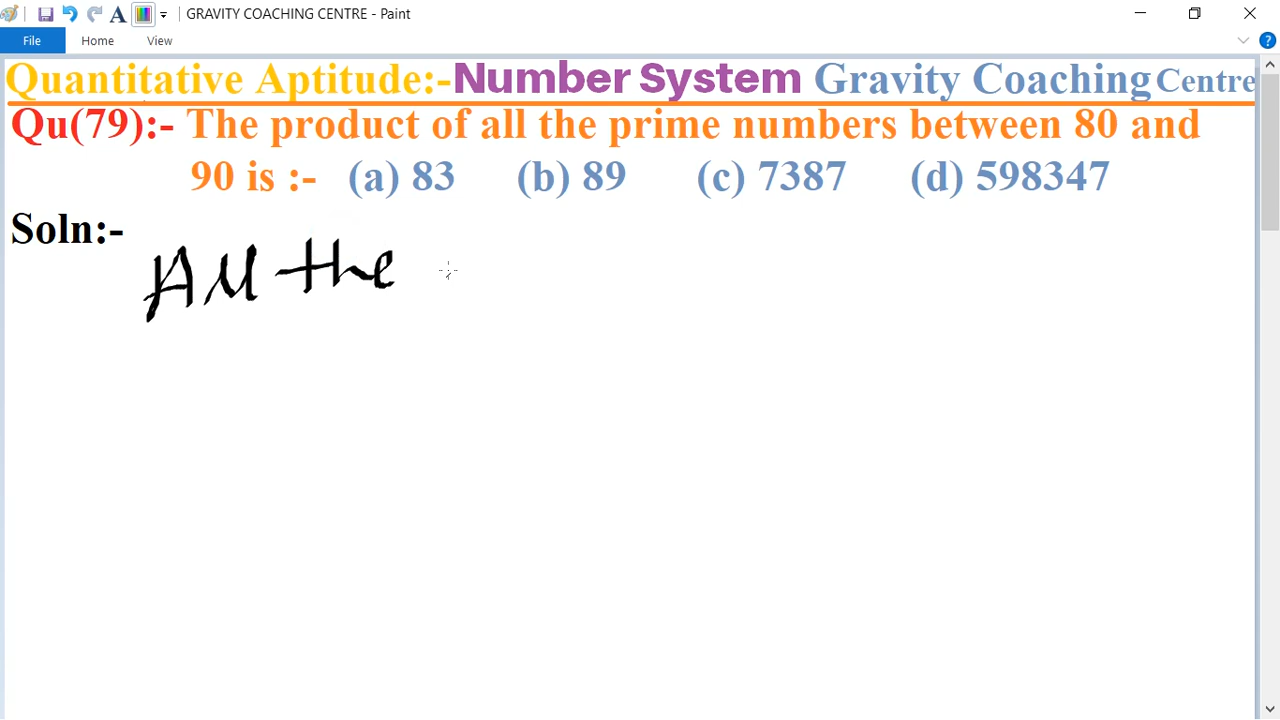 GRAVITY COACHING CENTRE - Paint
File Home View
Quantitative Aptitude:-Number System Gravity Coaching Centre
Qu(79):- The product of all the prime numbers between 80 and
90 is :- (a) 83 (b) 89 (c) 7387 (d) 598347
Soln:-
All the